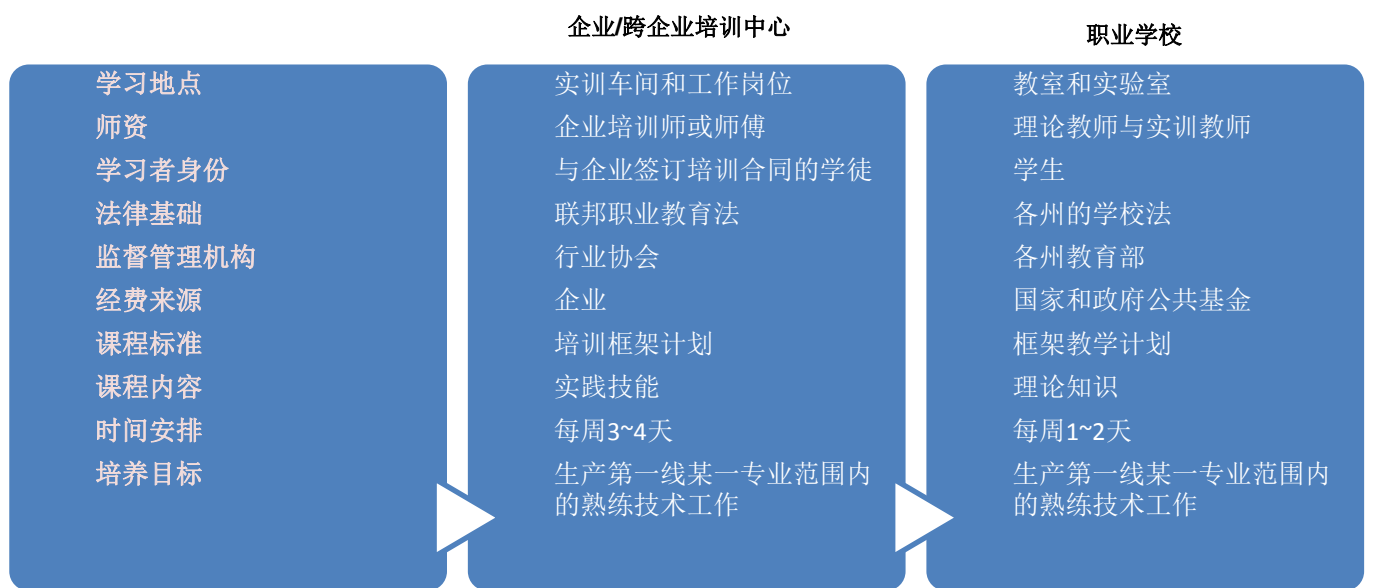 企业/跨企业培训中心
职业学校
学习地点
师资
学习者身份
法律基础
监督管理机构
经费来源
课程标准
课程内容
时间安排
培养目标
实训车间和工作岗位
企业培训师或师傅
与企业签订培训合同的学徒
联邦职业教育法
行业协会
企业
培训框架计划
实践技能
每周3~4天
生产第一线某一专业范围内
的熟练技术工作
教室和实验室
理论教师与实训教师
学生
各州的学校法
各州教育部
国家和政府公共基金
框架教学计划
理论知识
每周1~2天
生产第一线某一专业范围内
的熟练技术工作